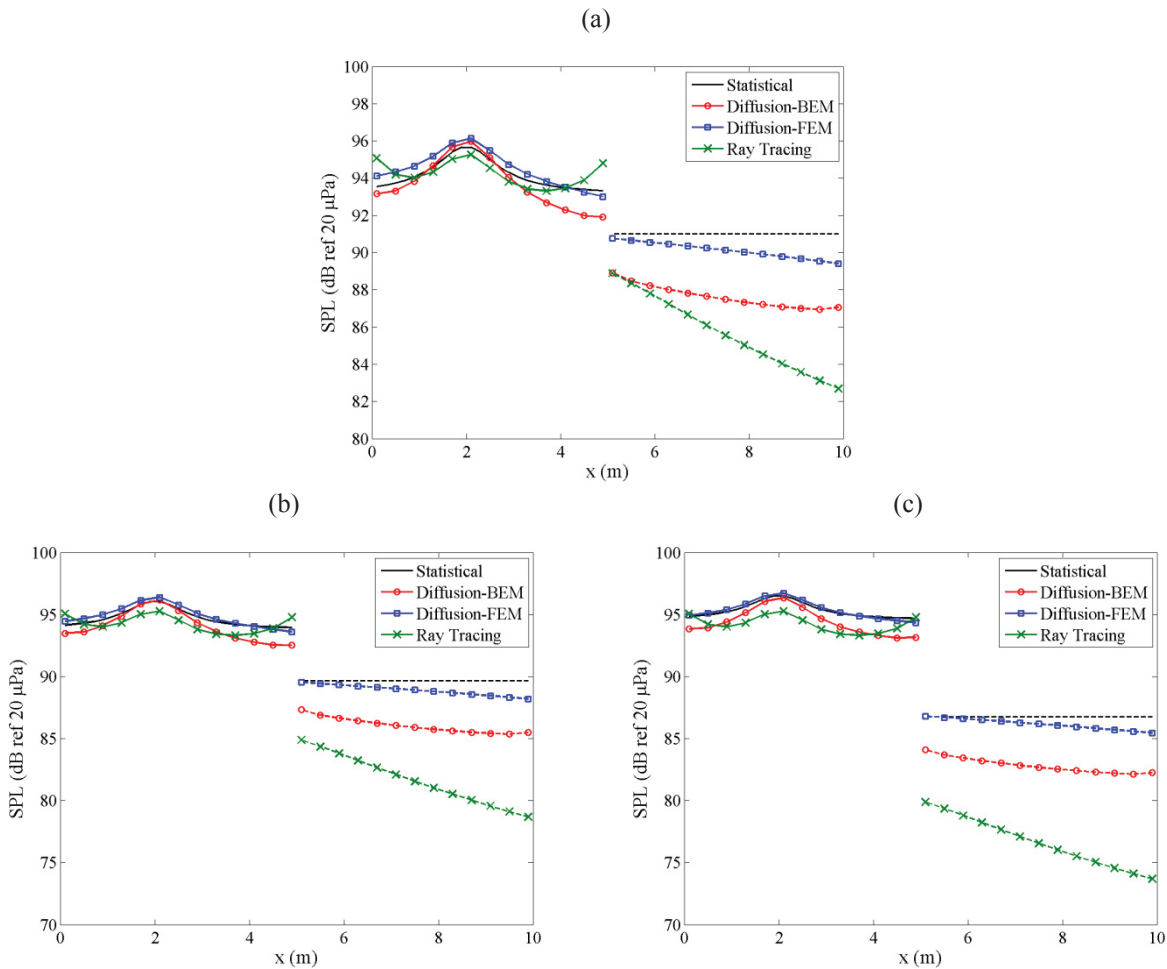 (a)
100
98
96
94
92
90
88
86
84
82
80
SPL (dB ref 20 μPa)
Statistical
Diffusion-BEM
Diffusion-FEM
Ray Tracing
0 2 4 6 8 10
x (m)
(b)
100
95
90
85
80
75
70
SPL (dB ref 20 μPa)
Statistical
Diffusion-BEM
Diffusion-FEM
Ray Tracing
0 2 4 6 8 10
x (m)
(c)
100
95
90
85
80
75
70
SPL (dB ref 20 μPa)
Statistical
Diffusion-BEM
Diffusion-FEM
Ray Tracing
0 2 4 6 8 10
x (m)